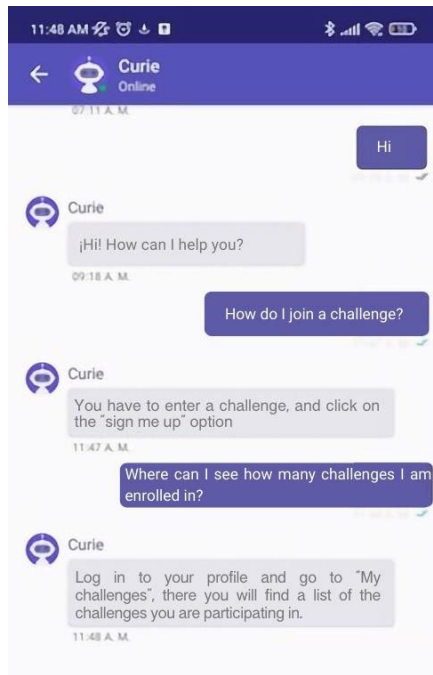 11:48 AM
Curie
Online
07:11 A. M.
Hi
Curie
¡Hi! How can I help you?
09:18 A. M.
How do I join a challenge?
Curie
You have to enter a challenge, and click on
the "sign me up" option
11:47 A. M.
Where can I see how many challenges I am
enrolled in?
Curie
Log in to your profile and go to "My
challenges", there you will find a list of the
challenges you are participating in.
11:48 A. M.